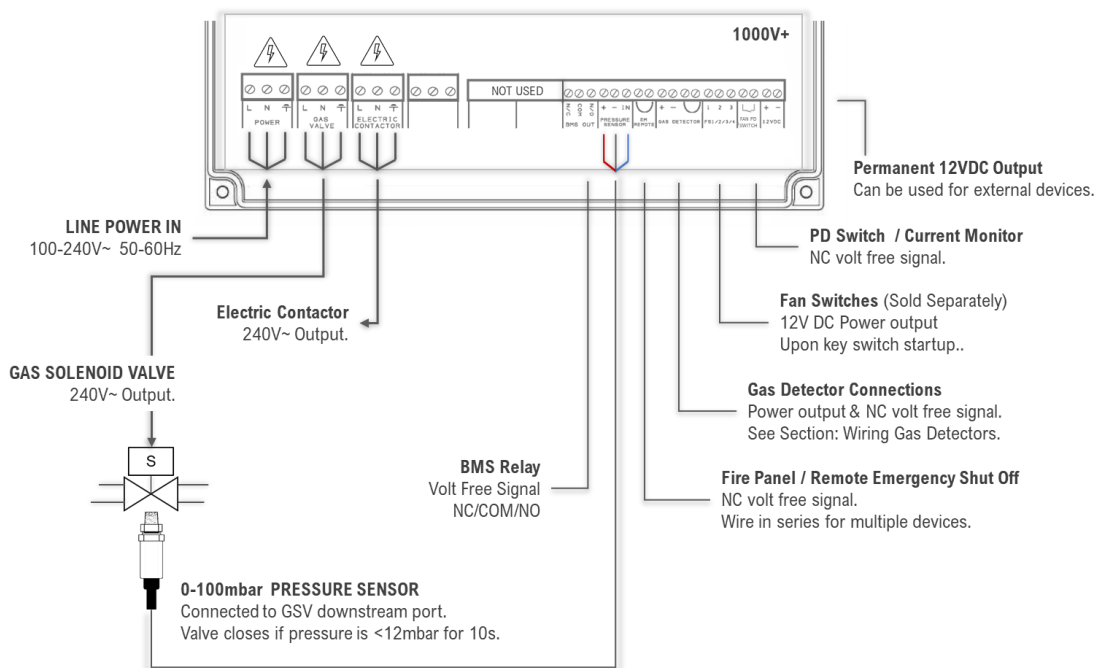 1000V+
NOT USED
L N
POWER
L N
GAS
VALVE
L N
ELECTRIC
CONTACTOR
N/C COM N/O
BMS OUT
+ - IN
PRESSURE
SENSOR
EM
REMOTE
+ -
GAS DETECTOR
1 2 3
FS1/2/3/4
FAN PD
SWITCH
+ -
12VDC
Permanent 12VDC Output
Can be used for external devices.
LINE POWER IN
100-240V~ 50-60Hz
PD Switch / Current Monitor
NC volt free signal.
Electric Contactor
240V~ Output.
Fan Switches (Sold Separately)
12V DC Power output
Upon key switch startup..
GAS SOLENOID VALVE
240V~ Output.
Gas Detector Connections
Power output & NC volt free signal.
See Section: Wiring Gas Detectors.
S
BMS Relay
Volt Free Signal
NC/COM/NO
Fire Panel / Remote Emergency Shut Off
NC volt free signal.
Wire in series for multiple devices.
0-100mbar PRESSURE SENSOR
Connected to GSV downstream port.
Valve closes if pressure is <12mbar for 10s.